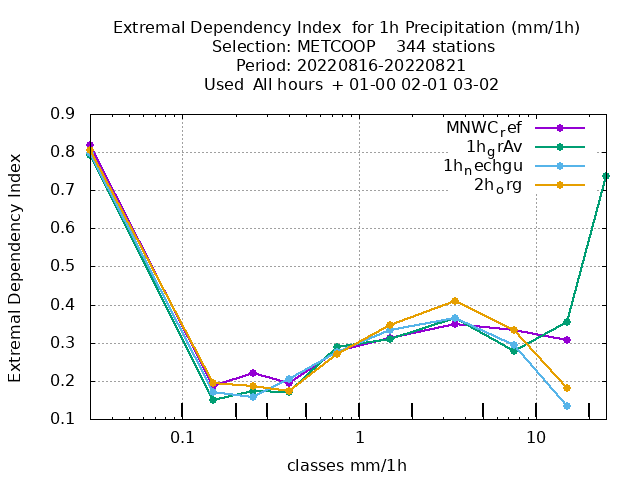 Extremal Dependency Index  for 1h Precipitation (mm/1h)
Selection: METCOOP    344 stations
Period: 20220816-20220821
Used  All hours  + 01-00 02-01 03-02
MNWC_ref
1h_grAv
1h_nechgu
2h_org
Extremal Dependency Index
0.9
0.8
0.7
0.6
0.5
0.4
0.3
0.2
0.1
0.1 1 10
classes mm/1h